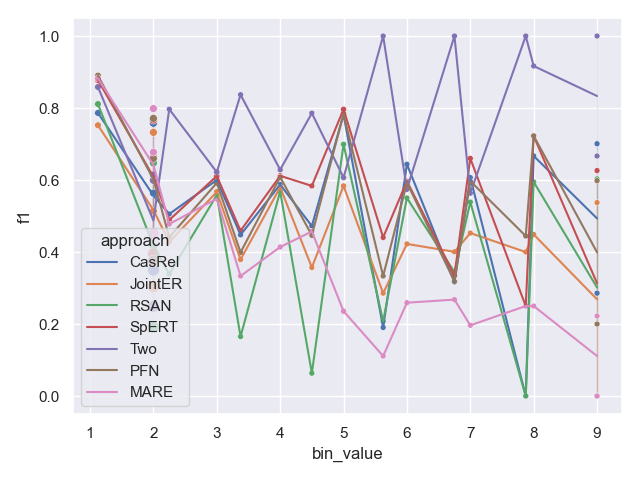 1.0
0.8
0.6
0.4
0.2
0.0
f1
approach
CasRel
JointER
RSAN
SpERT
Two
PFN
MARE
1 2 3 4 5 6 7 8 9
bin_value